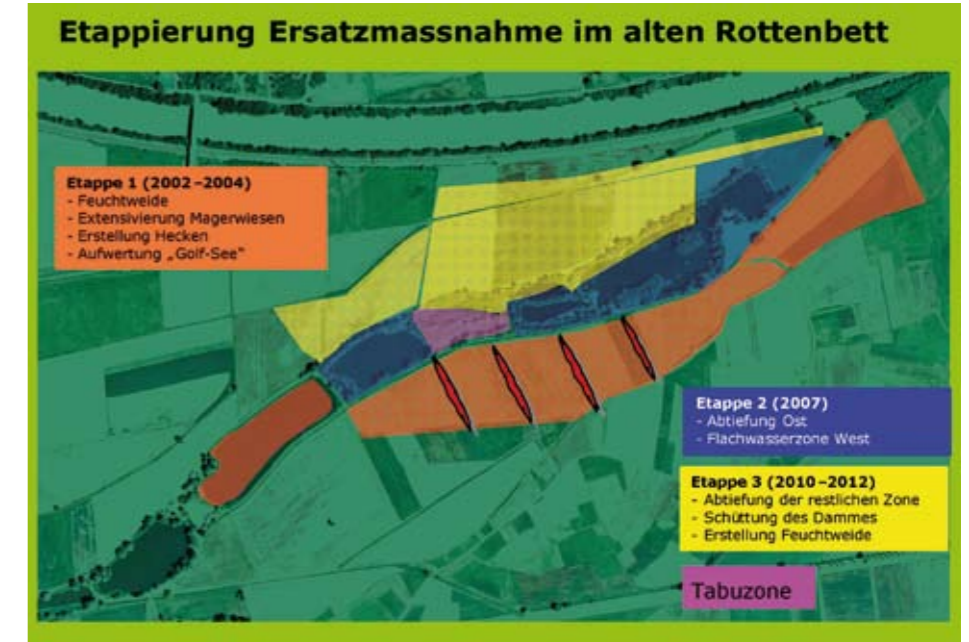 Etappierung Ersatzmassnahme im alten Rottenbett
Etappe 1 (2002–2004)
- Feuchtweide
- Extensivierung Magerwiesen
- Erstellung Hecken
- Aufwertung „Golf-See“
Etappe 2 (2007)
- Abtiefung Ost
- Flachwasserzone West
Etappe 3 (2010–2012)
- Abtiefung der restlichen Zone
- Schüttung des Dammes
- Erstellung Feuchtweide
Tabuzone